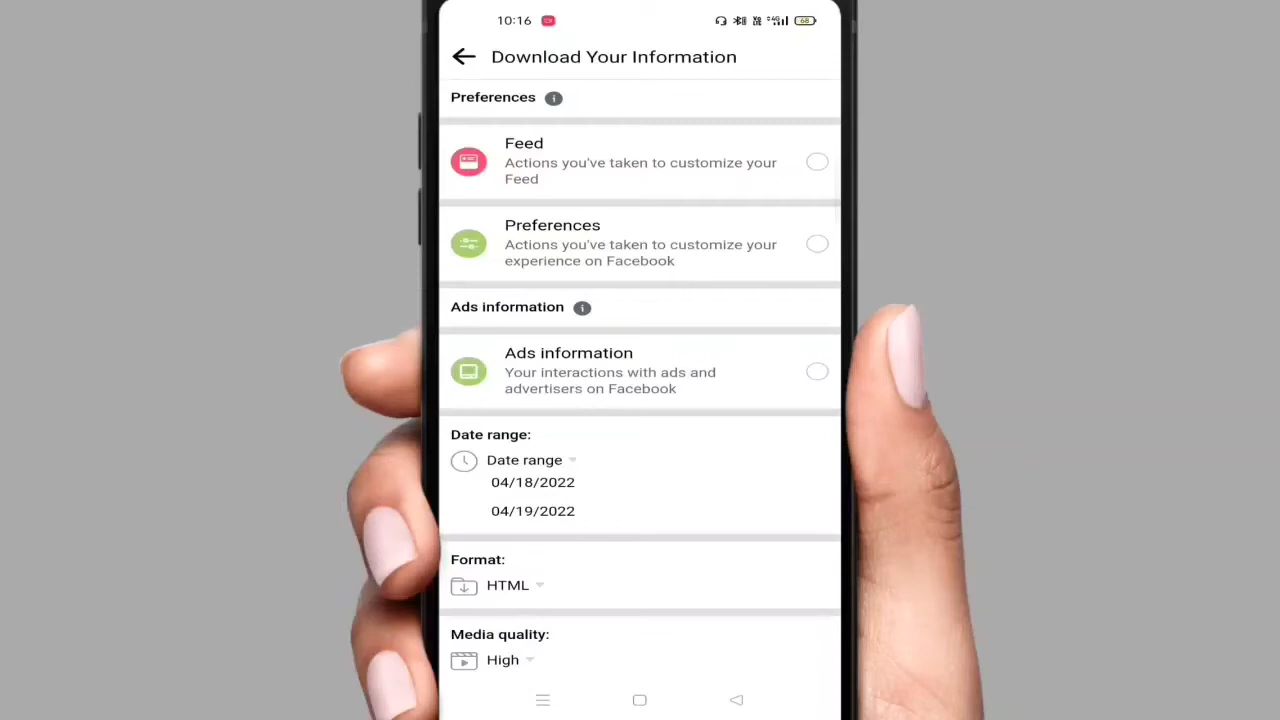 10:16
68
Download Your Information
Preferences
Feed
Actions you've taken to customize your
Feed
Preferences
Actions you've taken to customize your
experience on Facebook
Ads information
Ads information
Your interactions with ads and
advertisers on Facebook
Date range:
Date range
04/18/2022
04/19/2022
Format:
HTML
Media quality:
High